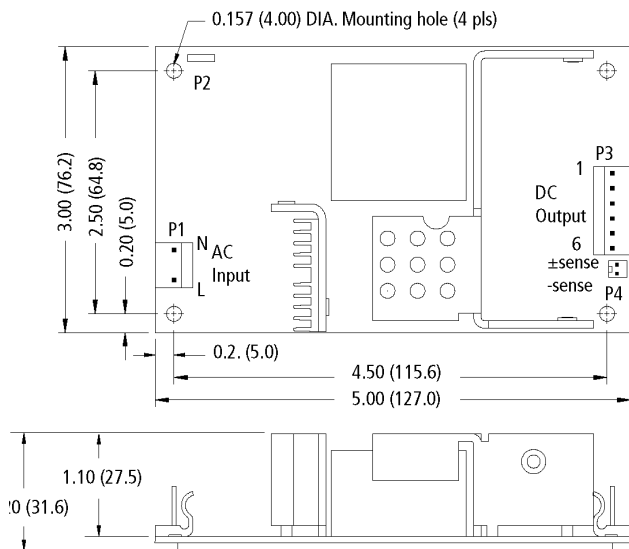 0.157 (4.00) DIA. Mounting hole (4 pls)
P2
3.00 (76.2)
2.50 (64.8)
0.20 (5.0)
P1
N
AC
Input
L
P3
1
DC
Output
6
±sense
-sense
P4
0.2. (5.0)
4.50 (115.6)
5.00 (127.0)
1.10 (27.5)
20 (31.6)